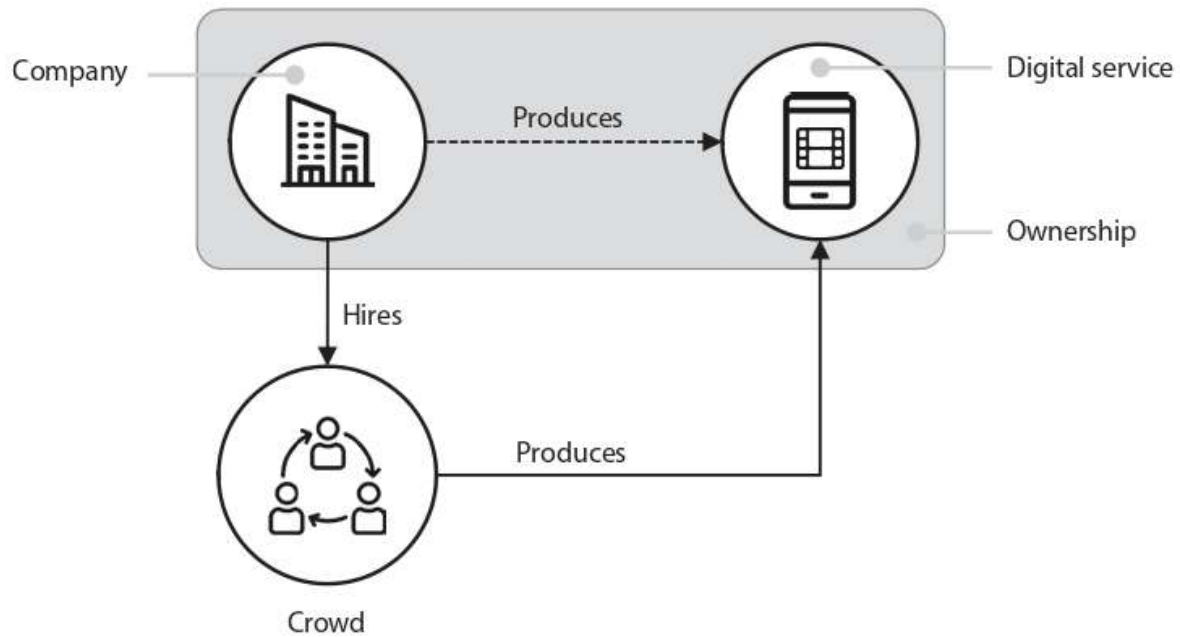 Company
Digital service
Produces
Ownership
Hires
Produces
Crowd